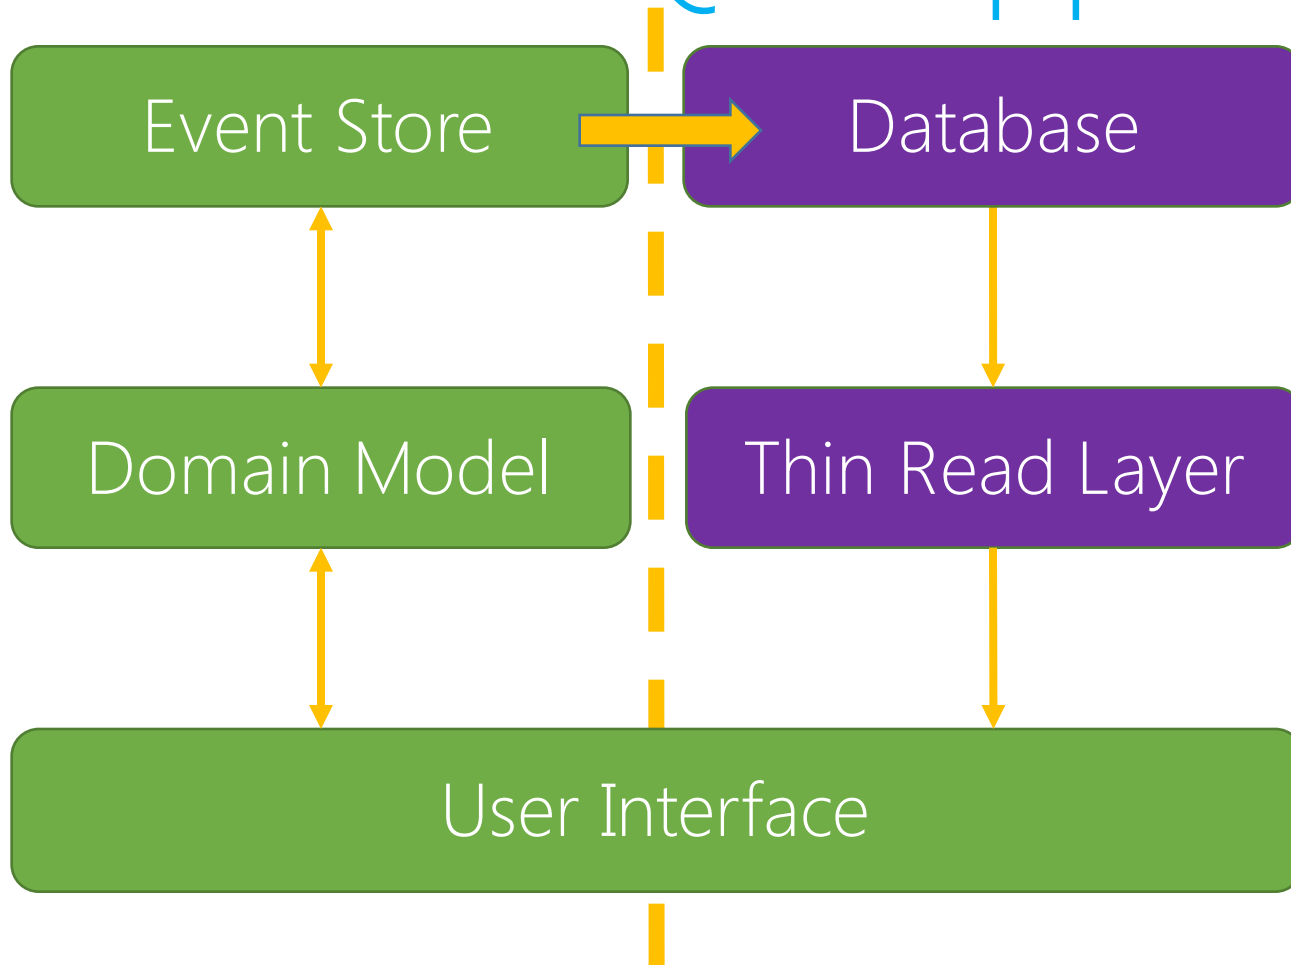 Event Store
Database
Domain Model
Thin Read Layer
User Interface